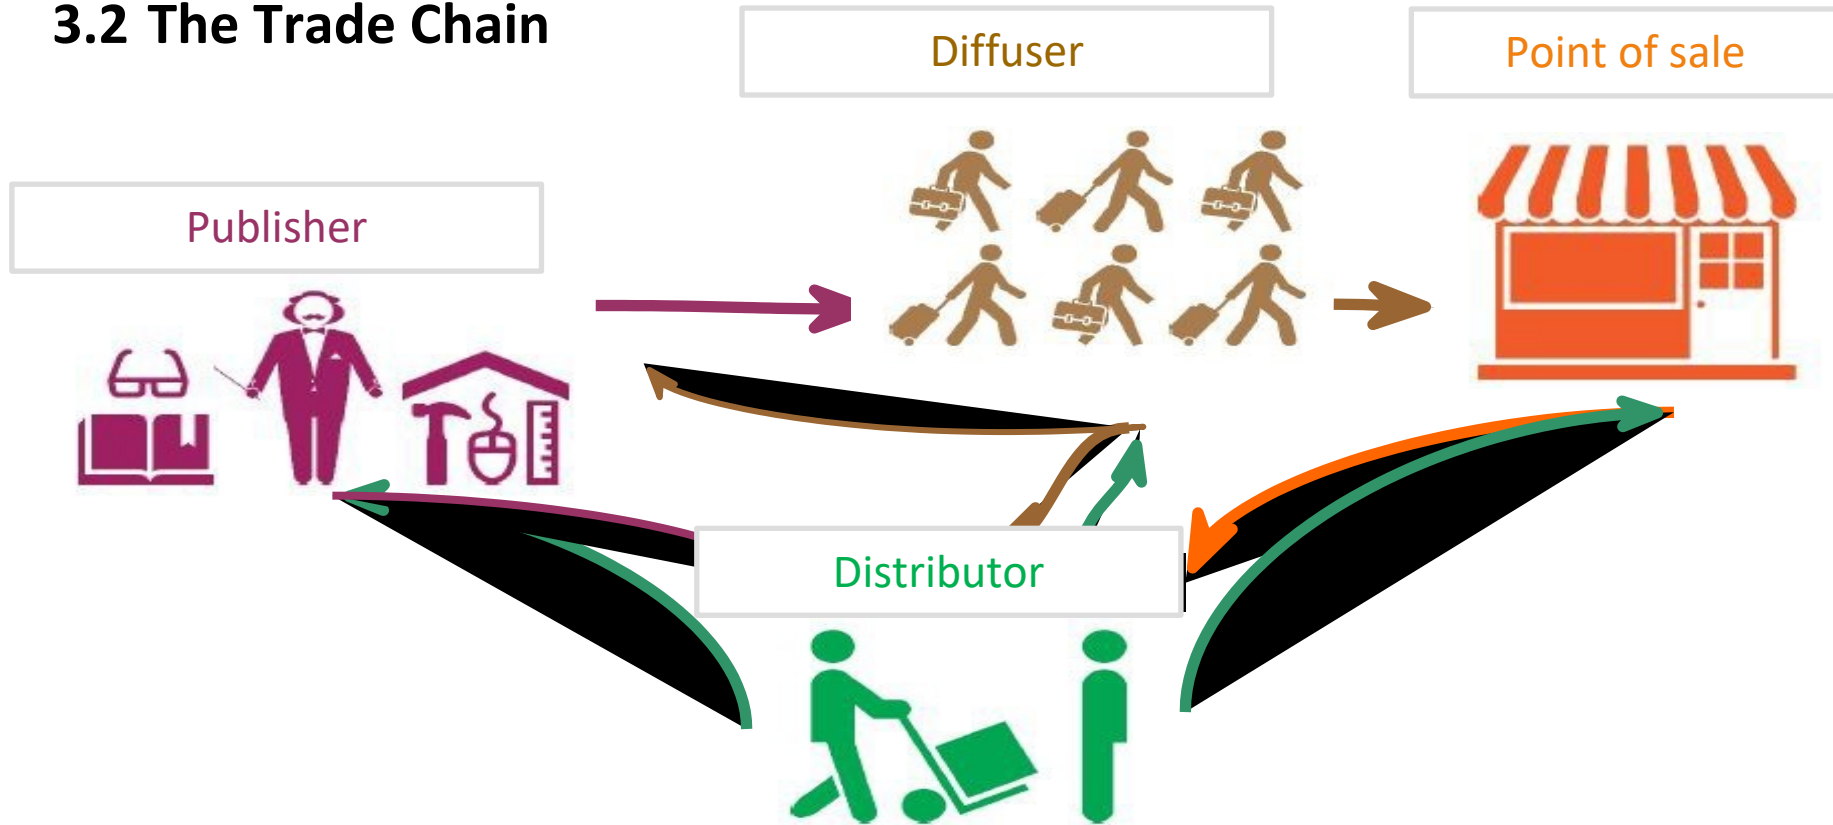 3.2 The Trade Chain
Diffuser
Point of sale
Publisher
Distributor